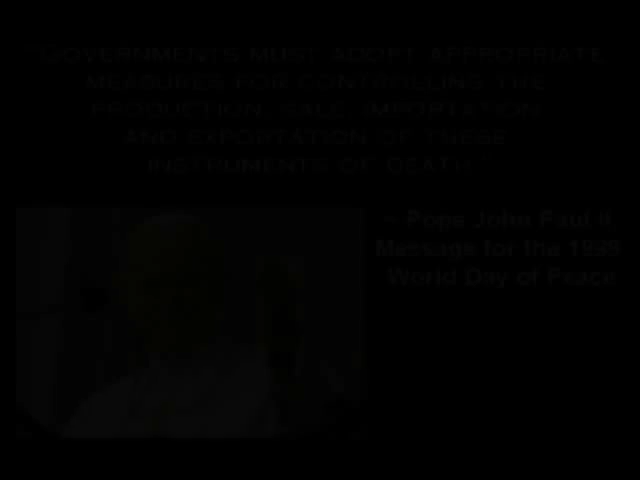 "GOVERNMENTS MUST ADOPT APPROPRIATE
MEASURES FOR CONTROLLING THE
PRODUCTION, SALE, IMPORTATION
AND EXPORTATION OF THESE
INSTRUMENTS OF DEATH."
~ Pope John Paul II,
Message for the
World Day of Peace